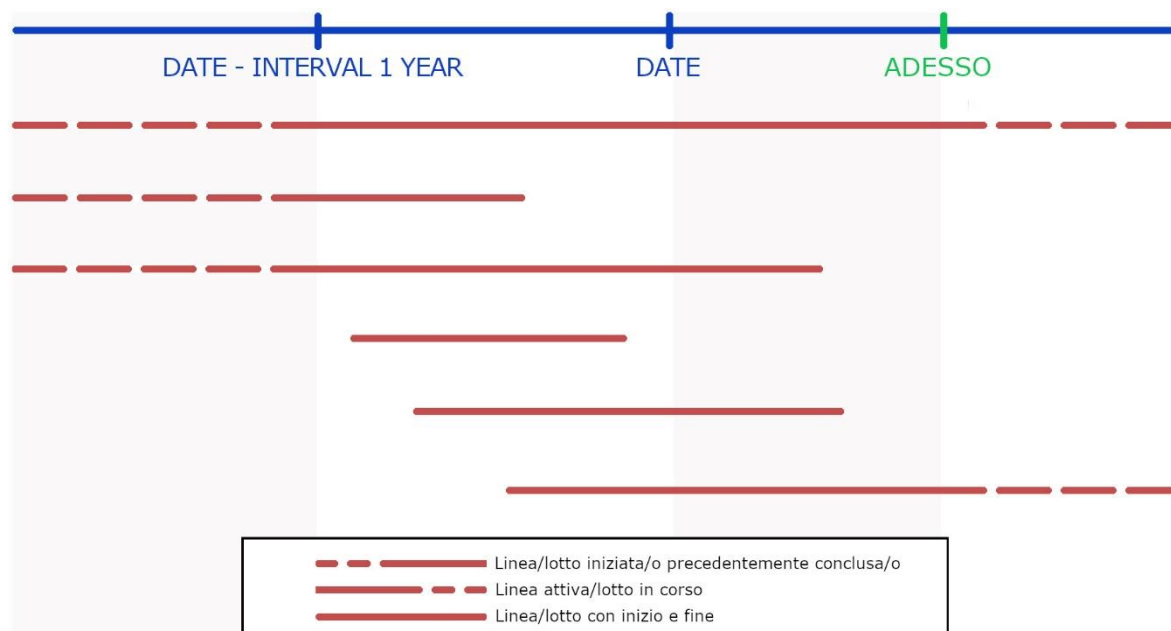 DATE - INTERVAL 1 YEAR
DATE
ADESSO
Linea/lotto iniziata/o precedentemente conclusa/o
Linea attiva/lotto in corso
Linea/lotto con inizio e fine